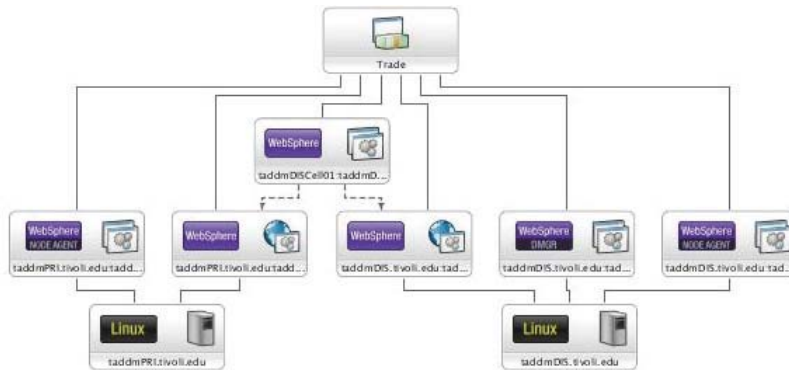 Trade
WebSphere
taddmDISCell01:taddmD...
WebSphere
NODE AGENT
taddmPRI.tivoli.edu:tadd...
WebSphere
taddmPRI.tivoli.edu:tadd...
WebSphere
taddmDIS.tivoli.edu:tad...
WebSphere
DMGR
taddmDIS.tivoli.edu:tad...
WebSphere
NODE AGENT
taddmDIS.tivoli.edu:tad...
Linux
taddmPRI.tivoli.edu
Linux
taddmDIS.tivoli.edu